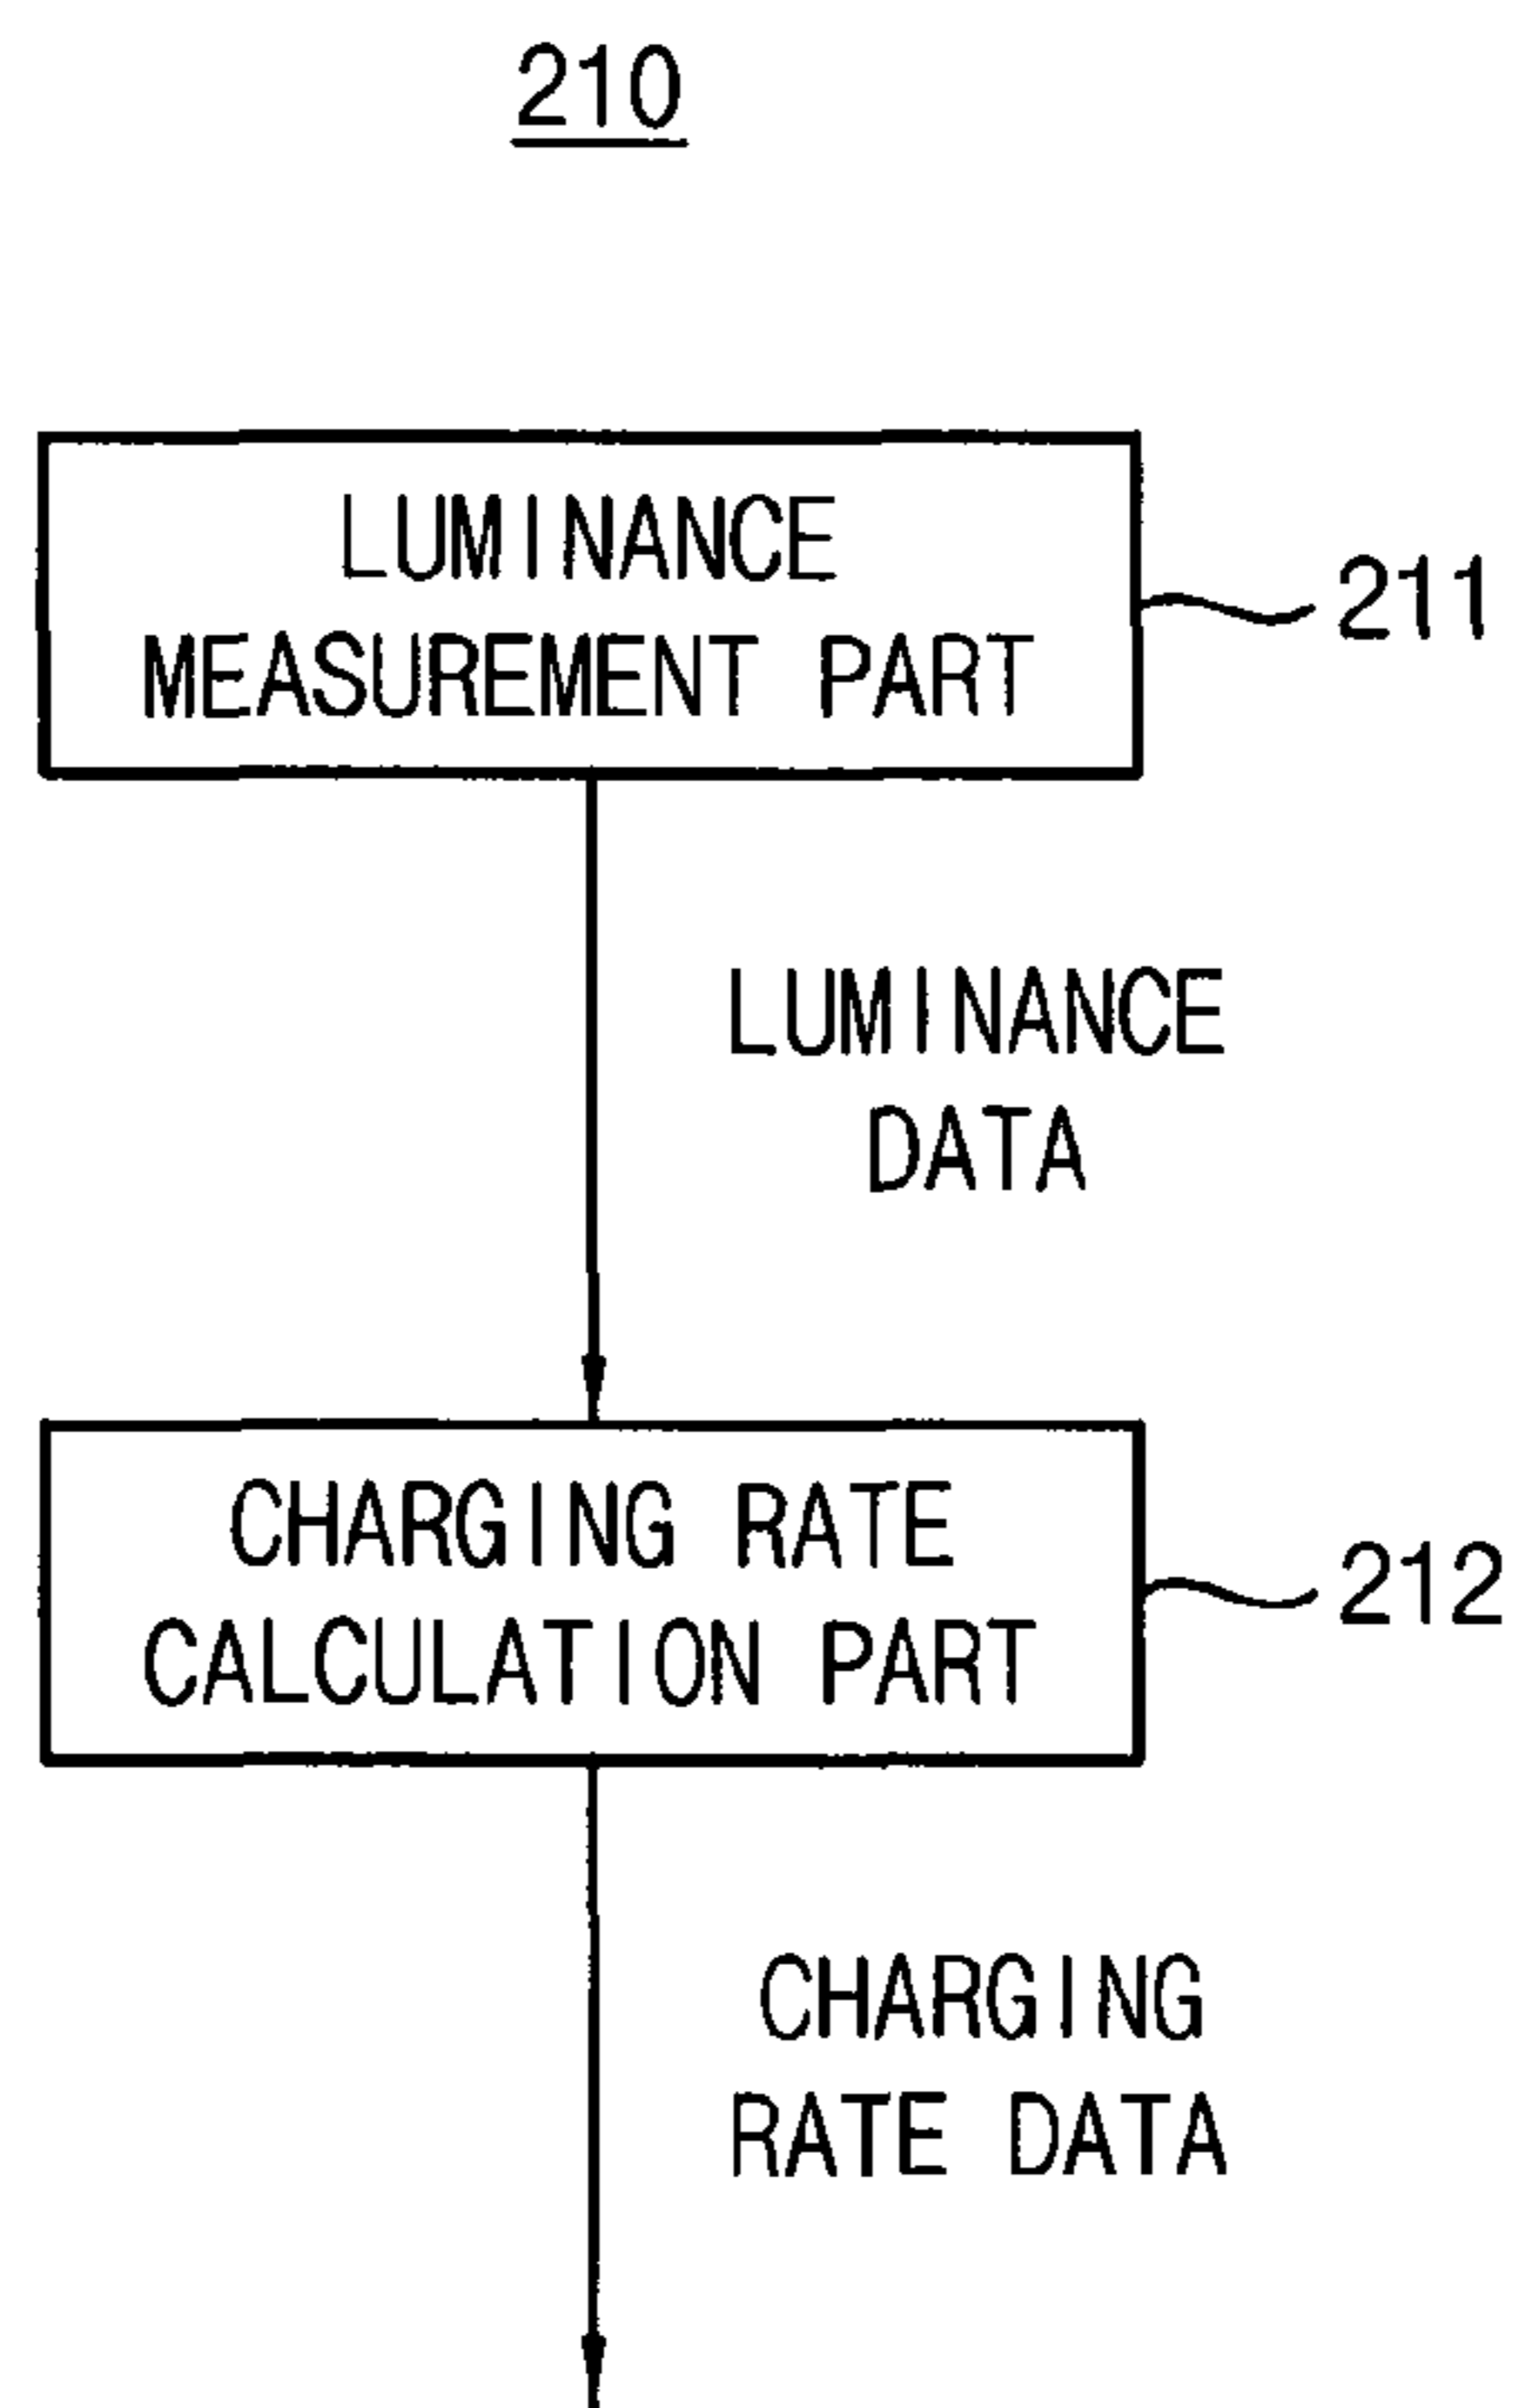 210
LUMINANCE
MEASUREMENT PART
211
LUMINANCE
DATA
CHARGING RATE
CALCULATION PART
212
CHARGING
RATE DATA